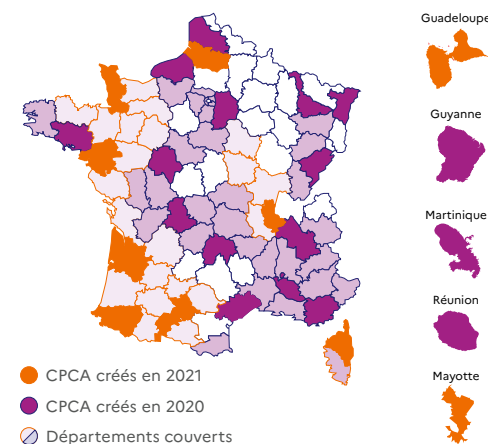 Guadeloupe
Guyanne
Martinique
Réunion
Mayotte
CPCA créés en 2021
CPCA créés en 2020
Départements couverts